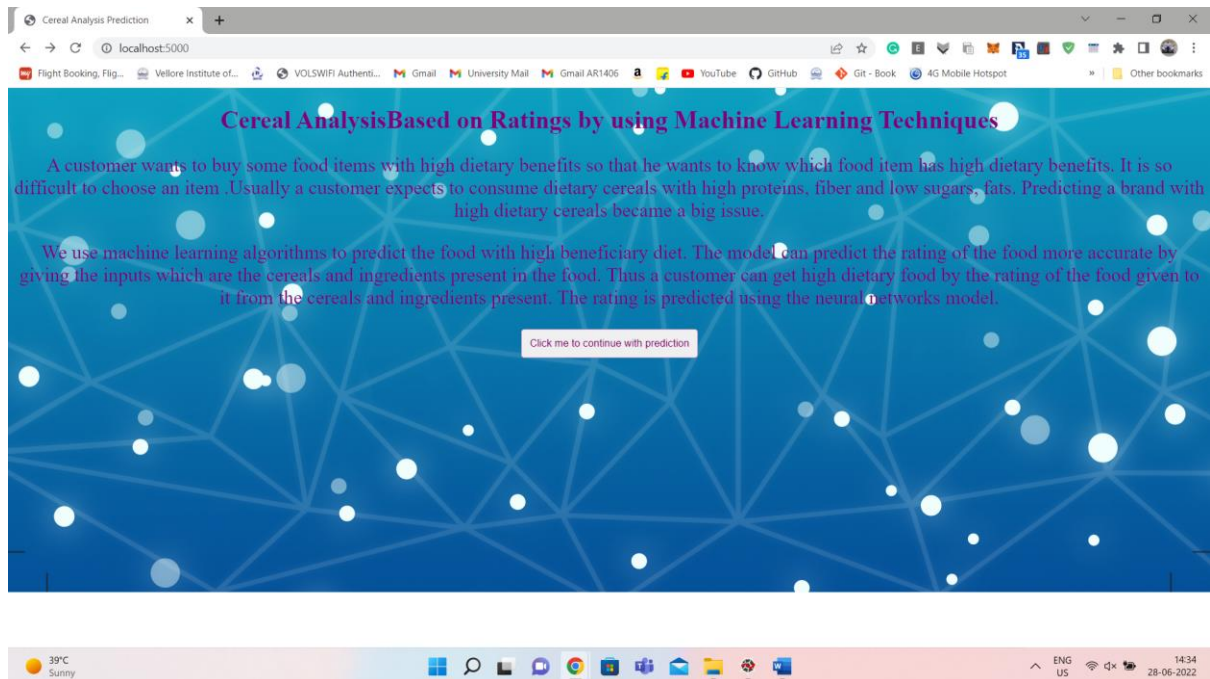 Cereal Analysis Prediction
localhost:5000
Flight Booking, Flig...
Vellore Institute of...
VOLSWIFI Authenti...
Gmail
University Mail
Gmail AR1406
YouTube
GitHub
Git - Book
4G Mobile Hotspot
»
Other bookmarks
Cereal AnalysisBased on Ratings by using Machine Learning Techniques
A customer wants to buy some food items with high dietary benefits so that he wants to know which food item has high dietary benefits. It is so
difficult to choose an item .Usually a customer expects to consume dietary cereals with high proteins, fiber and low sugars, fats. Predicting a brand with
high dietary cereals became a big issue.
We use machine learning algorithms to predict the food with high beneficiary diet. The model can predict the rating of the food more accurate by
giving the inputs which are the cereals and ingredients present in the food. Thus a customer can get high dietary food by the rating of the food given to
it from the cereals and ingredients present. The rating is predicted using the neural networks model.
Click me to continue with prediction
39°C
Sunny
ENG
US
14:34
28-06-2022